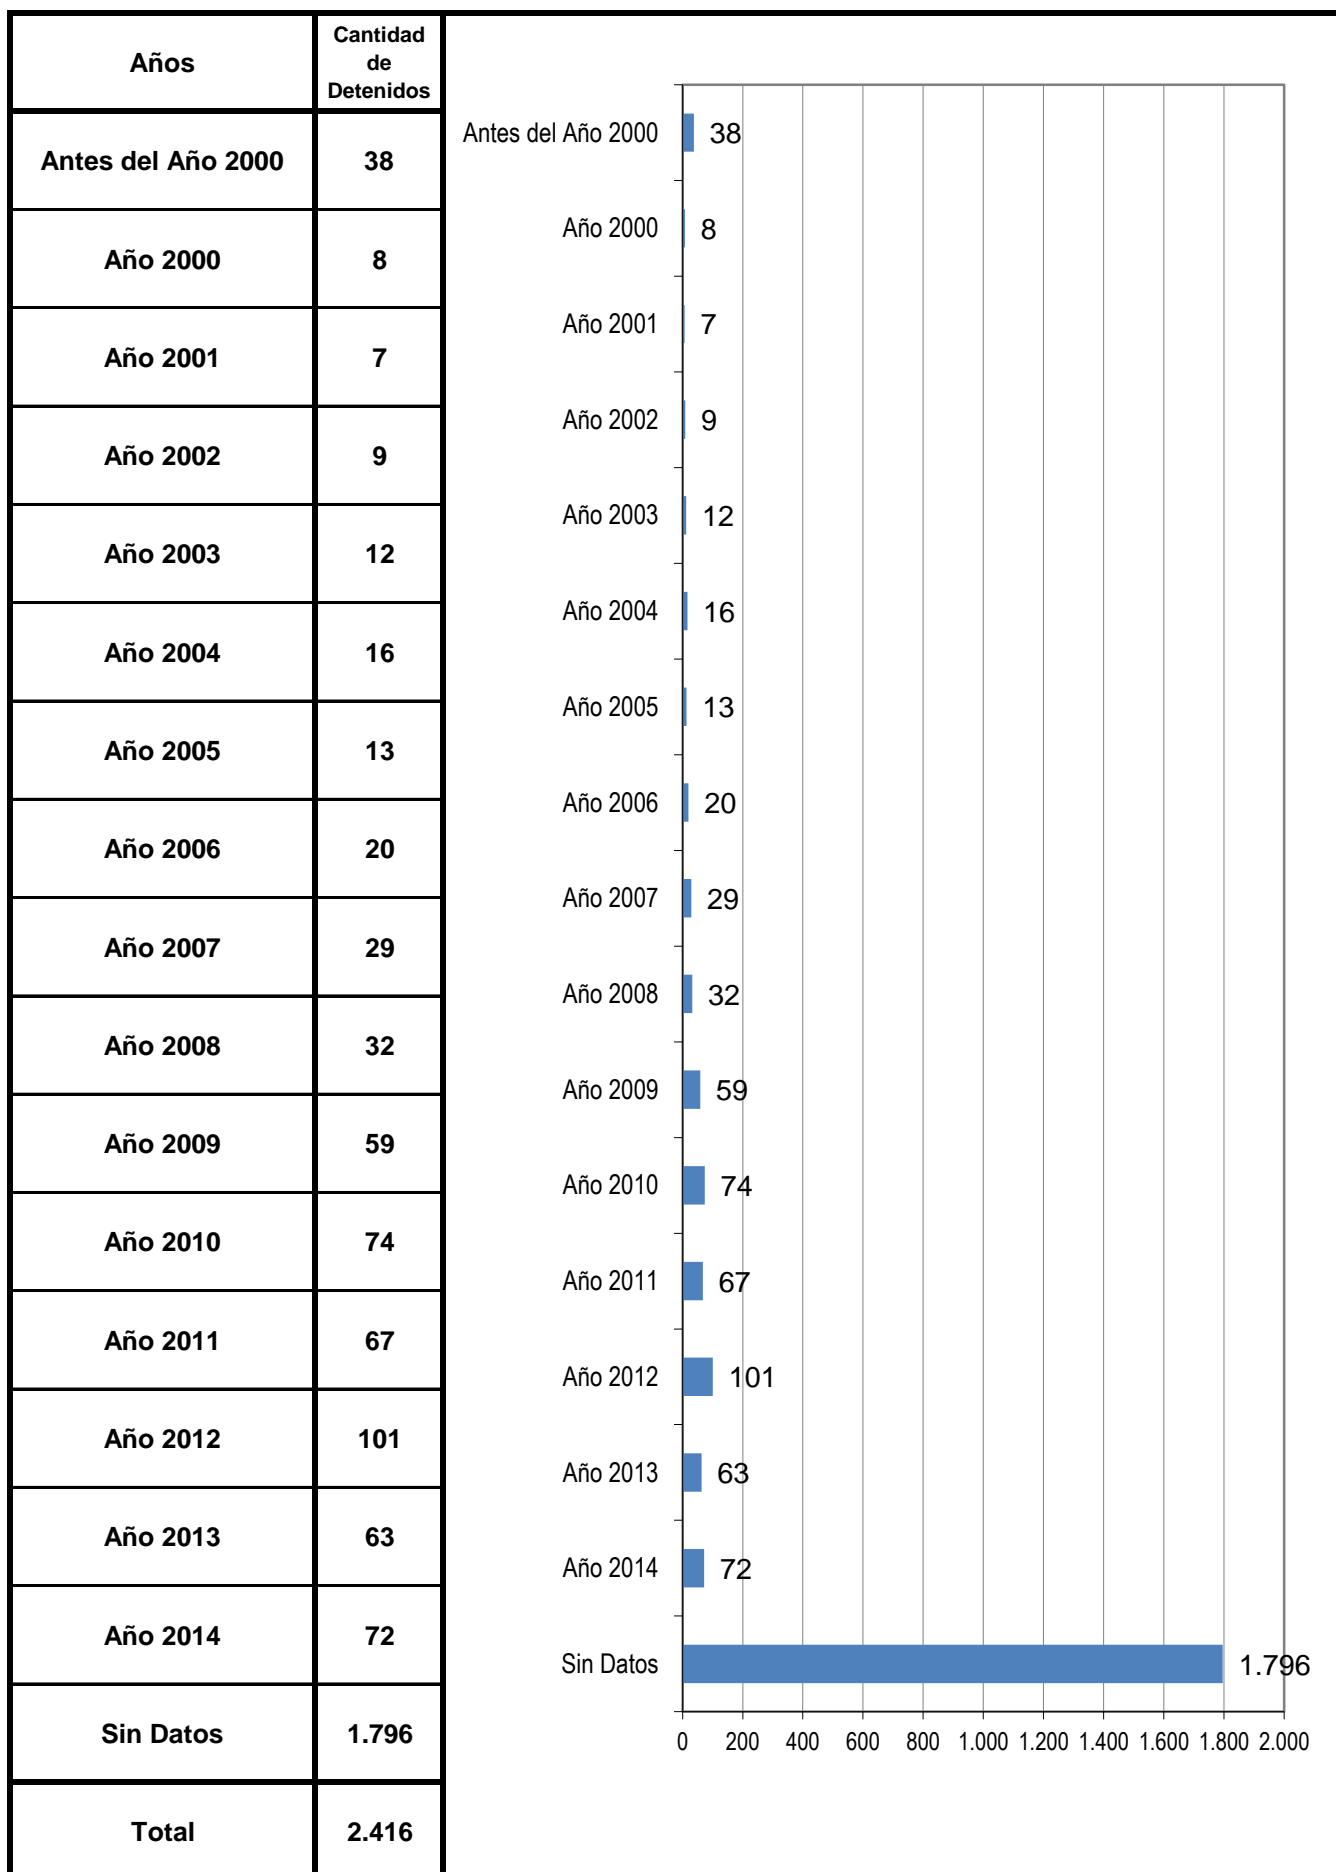 Años
Cantidad
de
Detenidos
Antes del Año 2000 38
Año 2000 8
Año 2001 7
Año 2002 9
Año 2003 12
Año 2004 16
Año 2005 13
Año 2006 20
Año 2007 29
Año 2008 32
Año 2009 59
Año 2010 74
Año 2011 67
Año 2012 101
Año 2013 63
Año 2014 72
Sin Datos 1.796
Total 2.416
Antes del Año 2000 38
Año 2000 8
Año 2001 7
Año 2002 9
Año 2003 12
Año 2004 16
Año 2005 13
Año 2006 20
Año 2007 29
Año 2008 32
Año 2009 59
Año 2010 74
Año 2011 67
Año 2012 101
Año 2013 63
Año 2014 72
Sin Datos 1.796
0 200 400 600 800 1.000 1.200 1.400 1.600 1.800 2.000